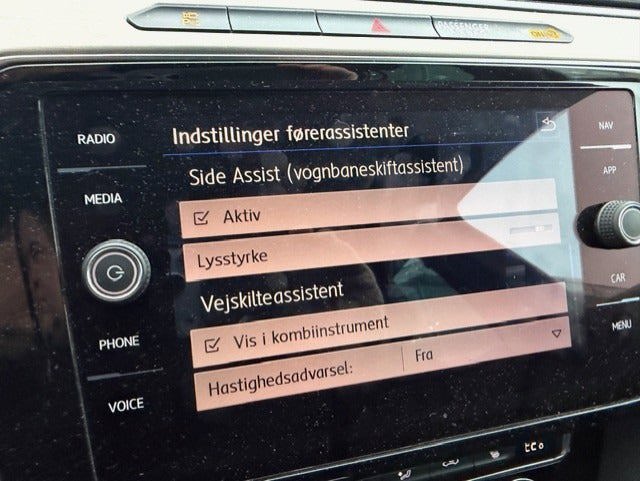 PASSENGER
RADIO
MEDIA
PHONE
VOICE
Indstillinger førerassistenter
Side Assist (vognbaneskiftassistent)
Aktiv
Lysstyrke
Vejskilteassistent
Vis i kombiinstrument
Hastighedsadvarsel: Fra
NAV
APP
CAR
MENU